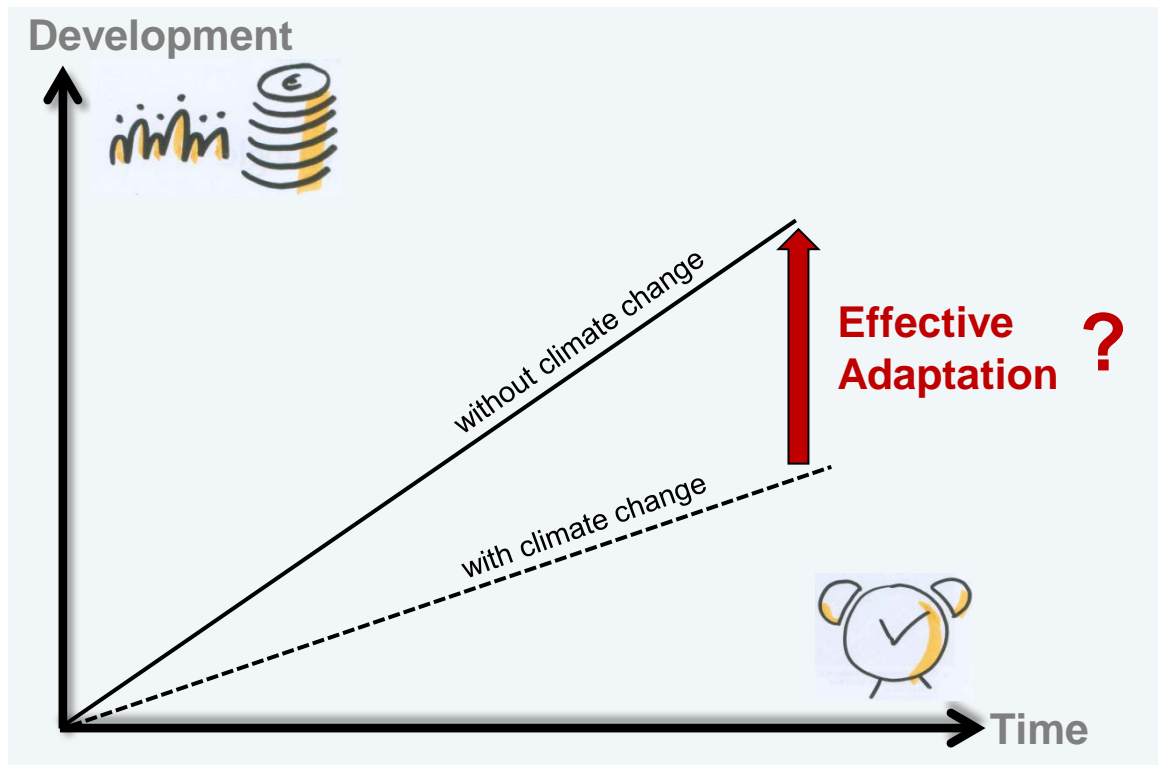 Development
€
without climate change
Effective
Adaptation
?
with climate change
Time